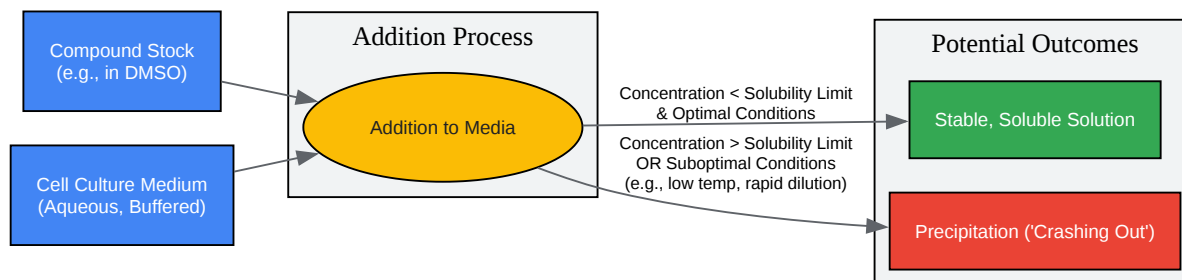 Compound Stock
(e.g., in DMSO)
Cell Culture Medium
(Aqueous, Buffered)
Addition Process
Addition to Media
Concentration < Solubility Limit
& Optimal Conditions
Concentration > Solubility Limit
OR Suboptimal Conditions
(e.g., low temp, rapid dilution)
Potential Outcomes
Stable, Soluble Solution
Precipitation ('Crashing Out')